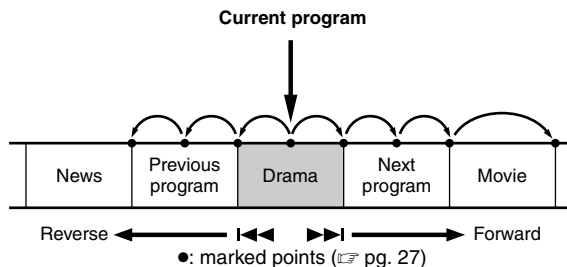 Current program
News
Previous
program
Drama
Next
program
Movie
Reverse
Forward
●: marked points (☞ pg. 27)